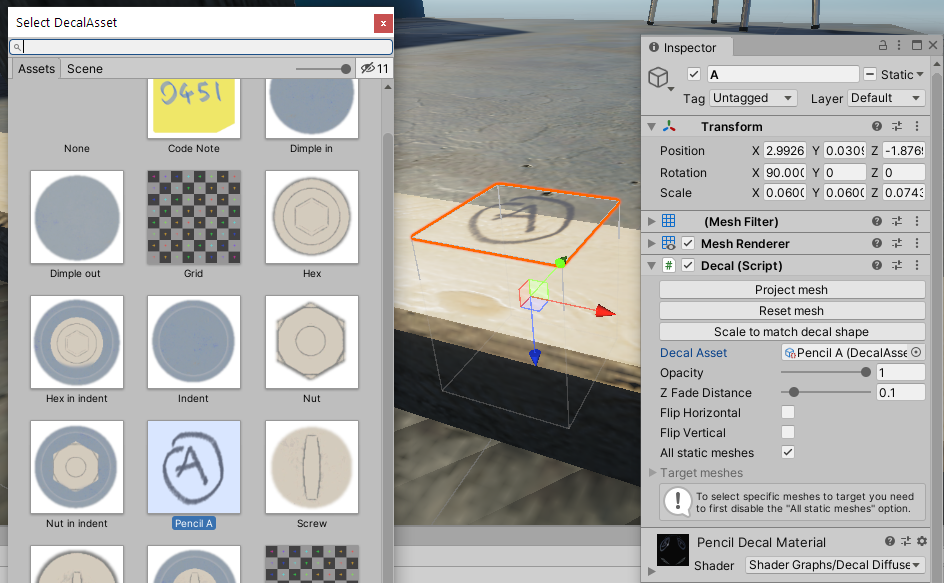 Select DecalAsset
x
Assets Scene 11
0451
None Code Note Dimple in
Dimple out Grid Hex
Hex in indent Indent Nut
A
Nut in indent Pencil A Screw
A
Inspector
A Static
Tag Untagged Layer Default
Transform
Position X 2.9926 Y 0.0309 Z -1.8769
Rotation X 90.000 Y 0 Z 0
Scale X 0.0600 Y 0.0600 Z 0.0743
(Mesh Filter)
Mesh Renderer
# Decal (Script)
Project mesh
Reset mesh
Scale to match decal shape
Decal Asset Pencil A (DecalAsse
Opacity 1
Z Fade Distance 0.1
Flip Horizontal
Flip Vertical
All static meshes
Target meshes
To select specific meshes to target you need
to first disable the "All static meshes" option.
Pencil Decal Material
Shader Shader Graphs/Decal Diffuse